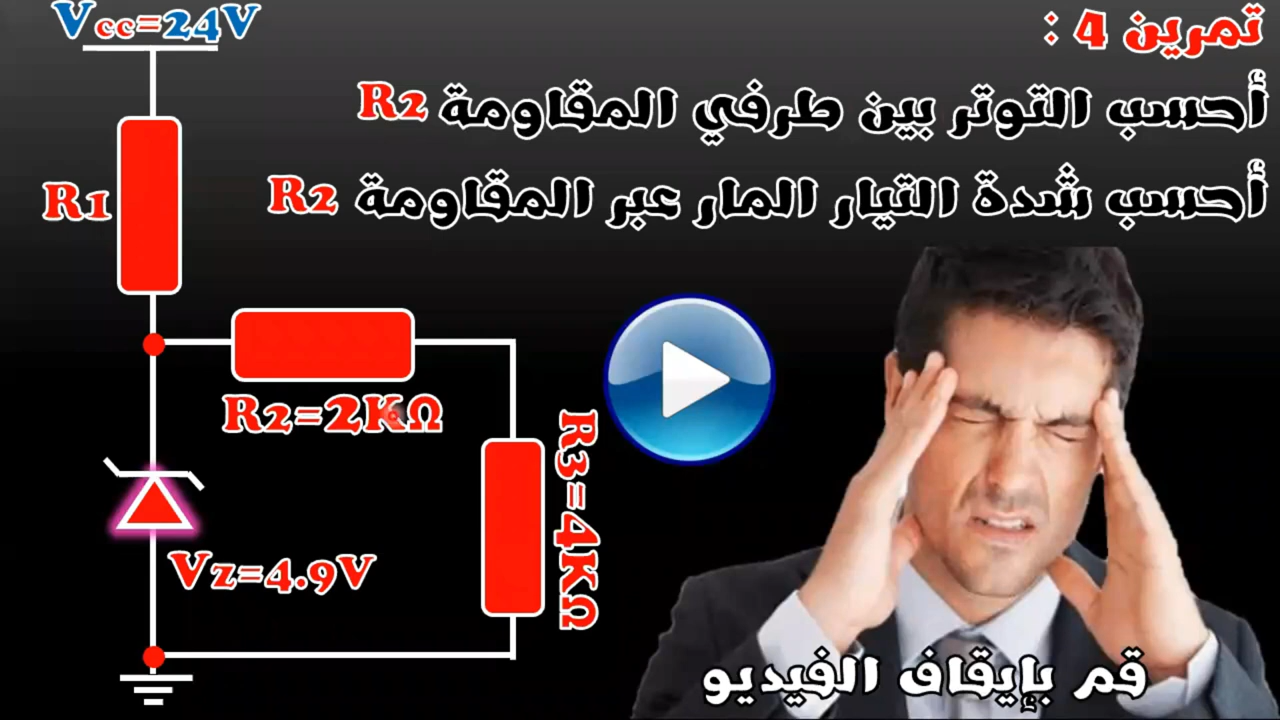 Vcc=24V
تمرين 4 :
أحسب التوتر بين طرفي المقاومة R2
أحسب شدة التيار المار عبر المقاومة R2
R1
R2=2KΩ
R3=4KΩ
Vz=4.9V
قم بإيقاف الفيديو